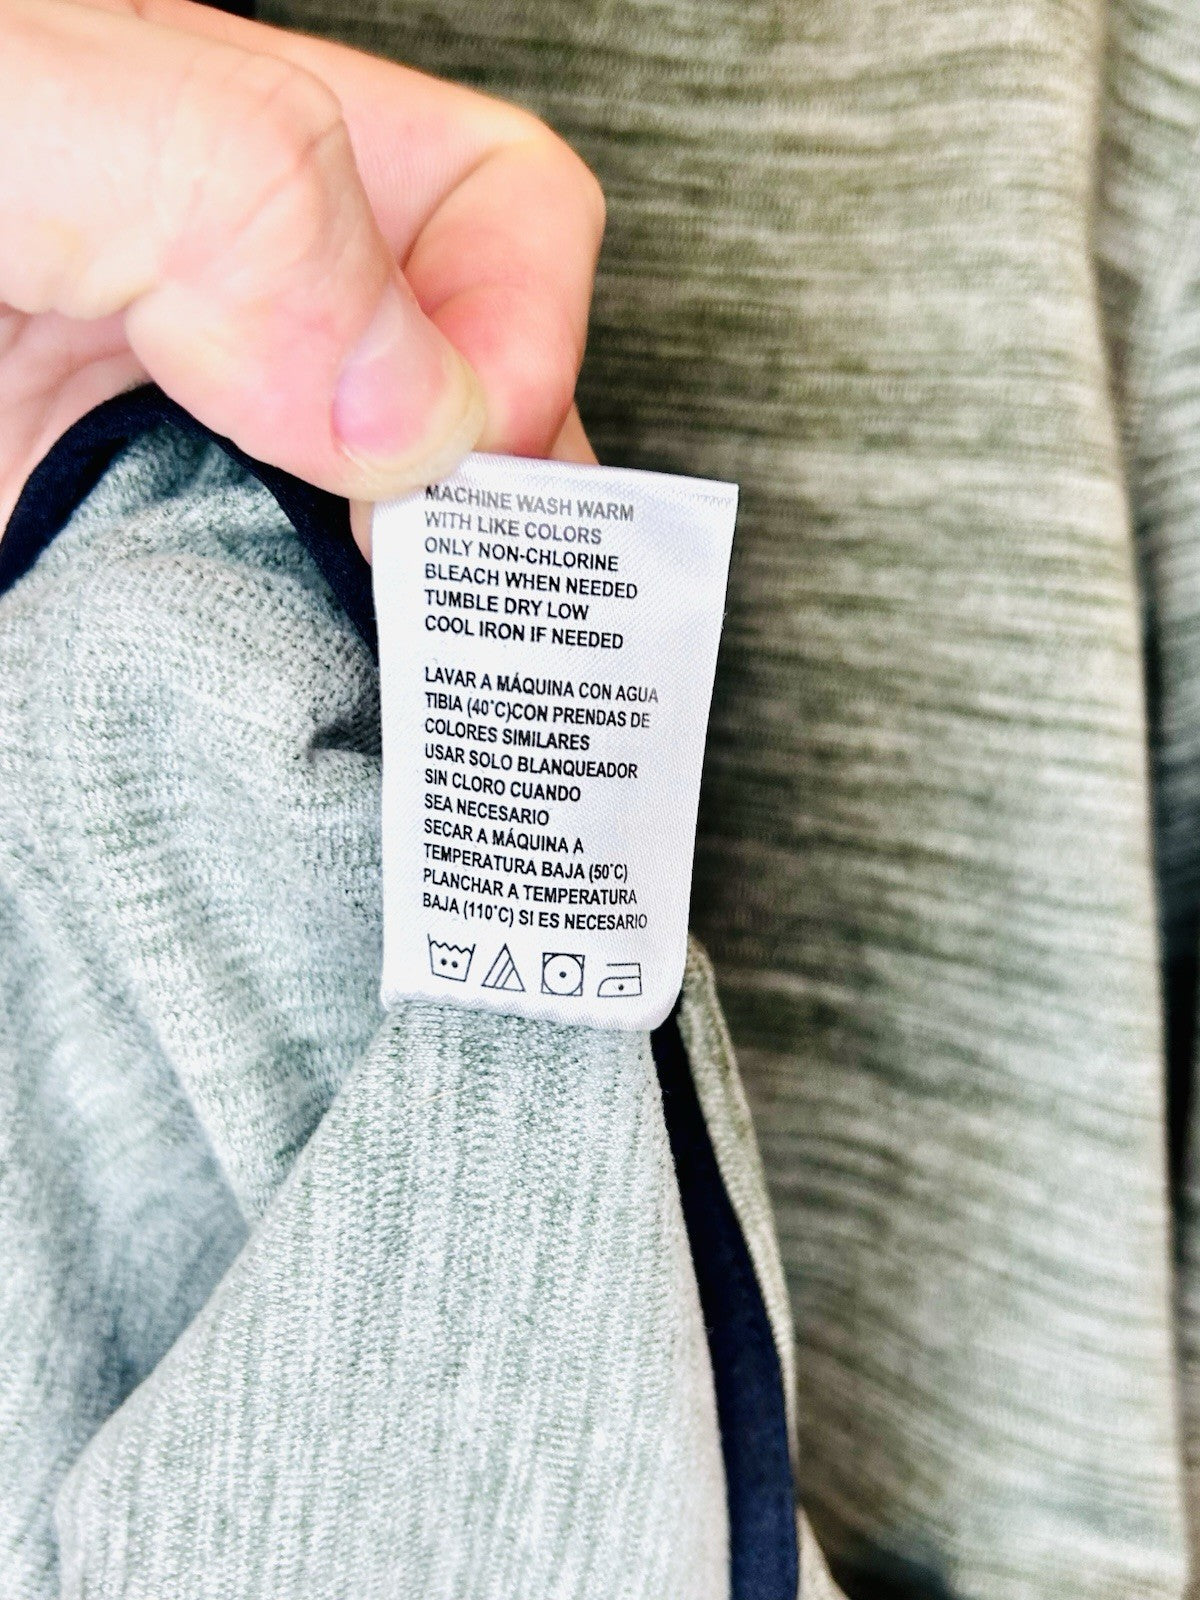 MACHINE WASH WARM
WITH LIKE COLORS
ONLY NON-CHLORINE
BLEACH WHEN NEEDED
TUMBLE DRY LOW
COOL IRON IF NEEDED
LAVAR A MÁQUINA CON AGUA
TIBIA (40°C)CON PRENDAS DE
COLORES SIMILARES
USAR SOLO BLANQUEADOR
SIN CLORO CUANDO
SEA NECESARIO
SECAR A MÁQUINA A
TEMPERATURA BAJA (50°C)
PLANCHAR A TEMPERATURA
BAJA (110°C) SI ES NECESARIO